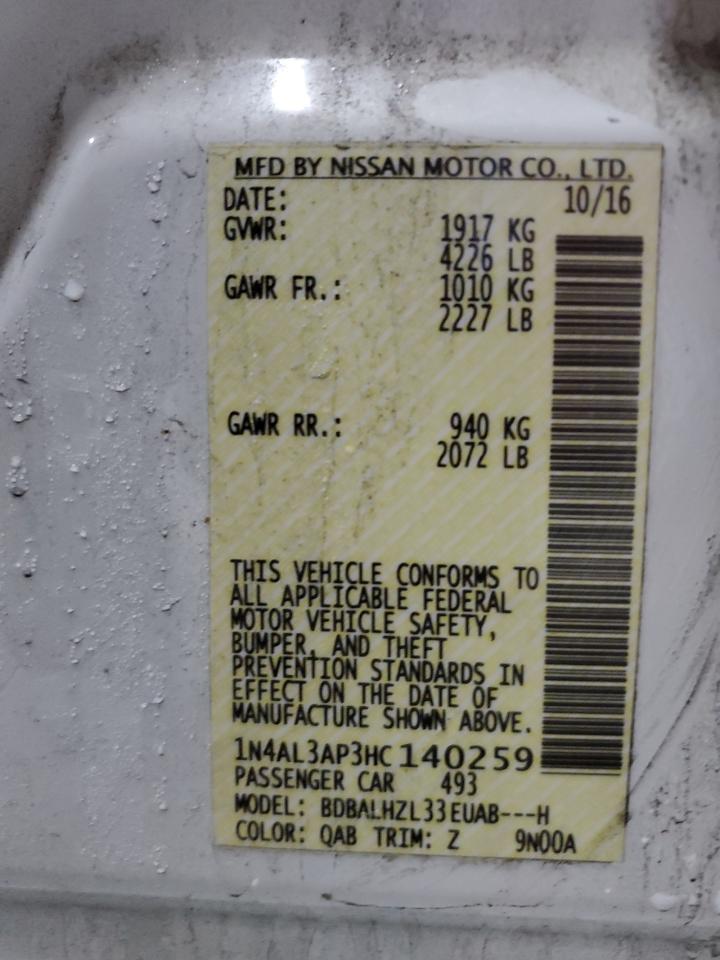 MFD BY NISSAN MOTOR CO., LTD.
DATE: 10/16
GVWR: 1917 KG
4226 LB
GAWR FR.: 1010 KG
2227 LB
GAWR RR.: 940 KG
2072 LB
THIS VEHICLE CONFORMS TO
ALL APPLICABLE FEDERAL
MOTOR VEHICLE SAFETY,
BUMPER, AND THEFT
PREVENTION STANDARDS IN
EFFECT ON THE DATE OF
MANUFACTURE SHOWN ABOVE.
1N4AL3AP3HC140259
PASSENGER CAR 493
MODEL: BDBALHZL33EUAB---H
COLOR: QAB TRIM: Z 9N00A